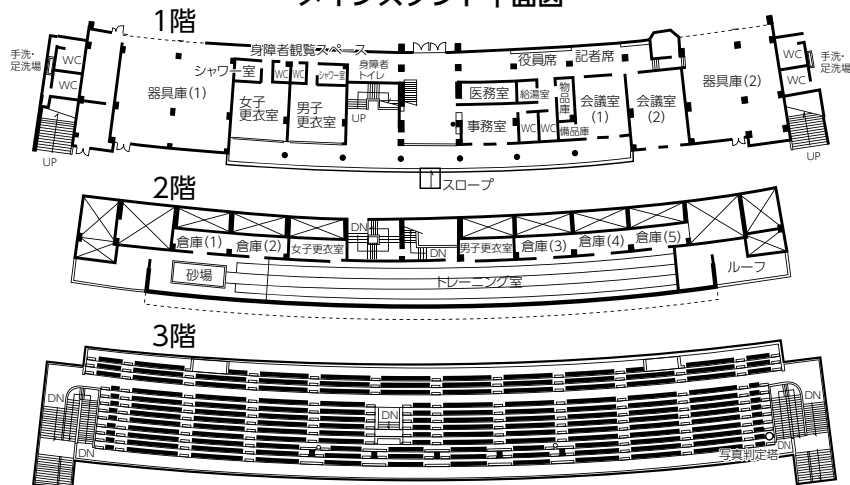 メインスタンド平面図
1階
手洗・
足洗場
WC
WC
UP
器具庫(1)
シャワー室
身障者観覧スペース
WC
WC
シャワー室
身障者
トイレ
女子
更衣室
男子
更衣室
UP
役員席
記者席
医務室
給湯室
物品庫
事務室
WC
WC
備品庫
会議室
(1)
会議室
(2)
器具庫(2)
WC
WC
手洗・
足洗場
UP
スロープ
2階
倉庫(1)
倉庫(2)
女子更衣室
DN
DN
男子更衣室
倉庫(3)
倉庫(4)
倉庫(5)
砂場
トレーニング室
ルーフ
3階
DN
DN
DN
DN
DN
写真判定塔